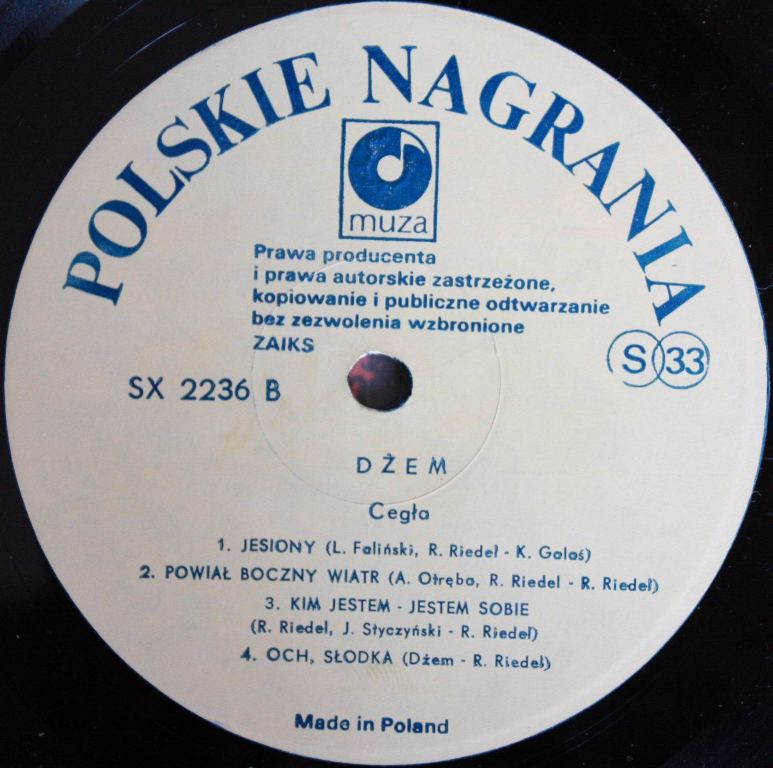 POLSKIE NAGRANIA
muza
Prawa producenta
i prawa autorskie zastrzeżone,
kopiowanie i publiczne odtwarzanie
bez zezwolenia wzbronione
ZAIKS
S 33
SX 2236 B
DŻEM
Cegła
1. JESIONY (L. Faliński, R. Riedel - K. Galaś)
2. POWIAŁ BOCZNY WIATR (A. Otręba, R. Riedel - R. Riedel)
3. KIM JESTEM - JESTEM SOBIE
(R. Riedel, J. Styczyński - R. Riedel)
4. OCH, SŁODKA (Dżem - R. Riedel)
Made in Poland